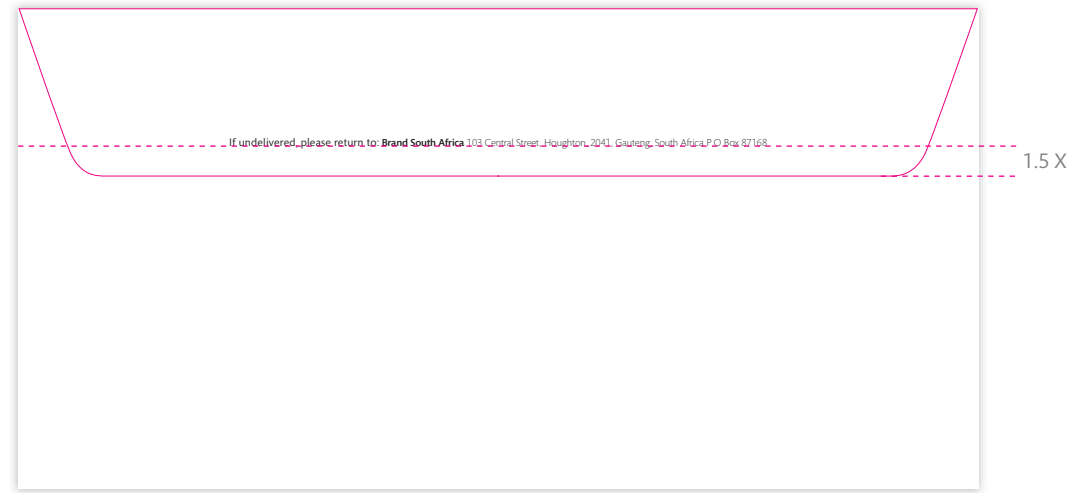 If undelivered, please return to: Brand South Africa 103 Central Street, Houghton, 2041, Gauteng, South Africa P.O Box 87168
1.5 X